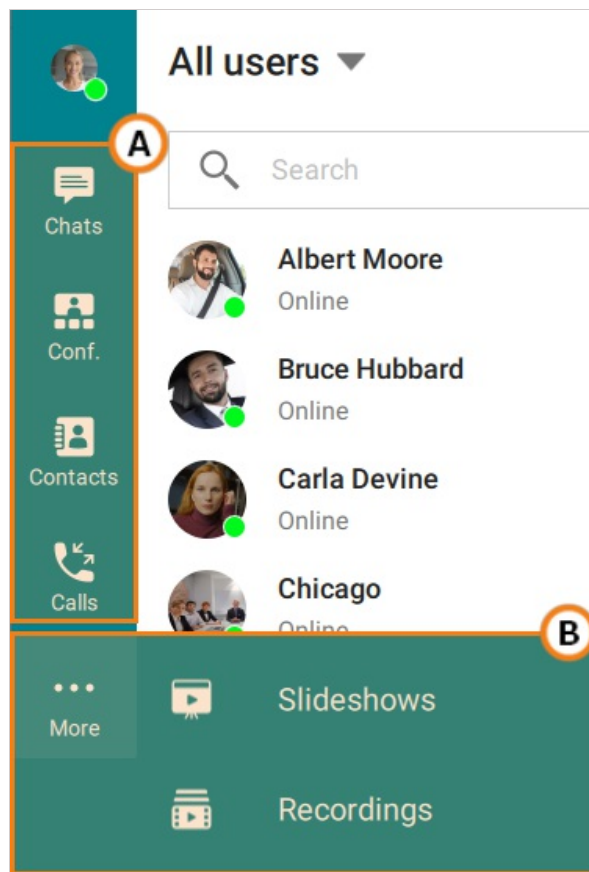 All users
A
Search
Chats
Albert Moore
Online
Conf.
Bruce Hubbard
Online
Contacts
Carla Devine
Online
Calls
Chicago
Online
B
More
Slideshows
Recordings